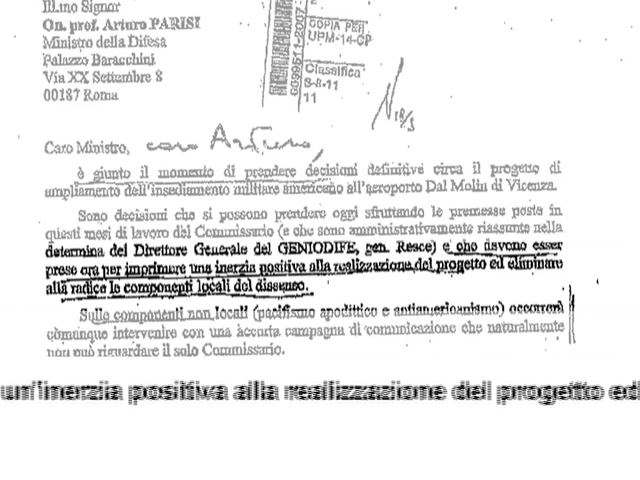 Ill.mo Signor
On. prof. Arturo PARISI
Ministro della Difesa
Palazzo Baracchini
Via XX Settembre 8
00187 Roma
COPIA PER
UPM-14-CP
Classifica
11
Caro Ministro, caro Arturo,
è giunto il momento di prendere decisioni definitive circa il progetto di
ampliamento dell'insediamento militare americano all'aeroporto Dal Molin di Vicenza.
Sono decisioni che si possono prendere oggi sfruttando le premesse poste in
questi mesi di lavoro del Commissario (e che sono amministrativamente riassunte nella
determina del Direttore Generale del GENIODIFE, gen. Resce) e che devono esser
prese ora per imprimere una inerzia positiva alla realizzazione del progetto ed eliminare
alla radice le componenti locali del dissenso.
Sulle componenti non locali (pacifismo apodittico e antiamericanismo) occorrerà
comunque intervenire con una accorta campagna di comunicazione che naturalmente
non può riguardare il solo Commissario.
un'inerzia positiva alla realizzazione del progetto ed